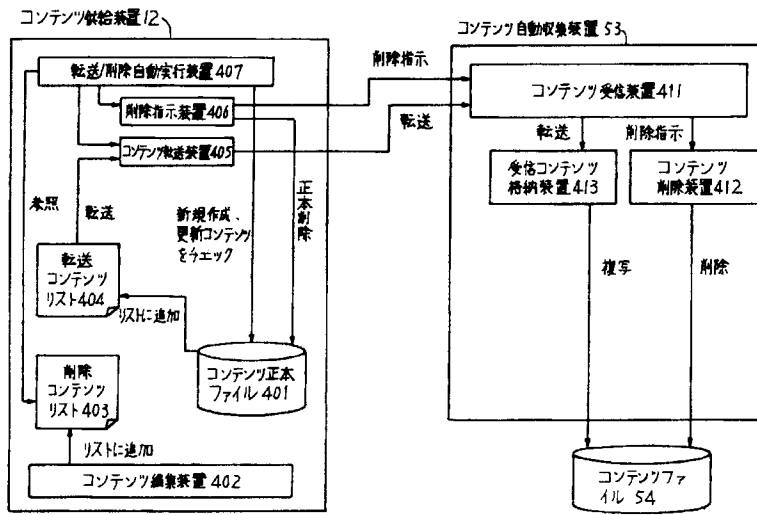 コンテンツ供給装置12
転送/削除自動実行装置407
削除指示装置406
コンテンツ転送装置405
参照
転送
新規作成、
更新コンテンツ
をチェック
正本削除
転送
コンテンツ
リスト404
リストに追加
削除
コンテンツ
リスト403
コンテンツ正本
ファイル401
リストに追加
コンテンツ編集装置402
削除指示
転送
コンテンツ自動収集装置53
コンテンツ受信装置411
転送
削除指示
受信コンテンツ
格納装置413
コンテンツ
削除装置412
複写
削除
コンテンツファ
イル54